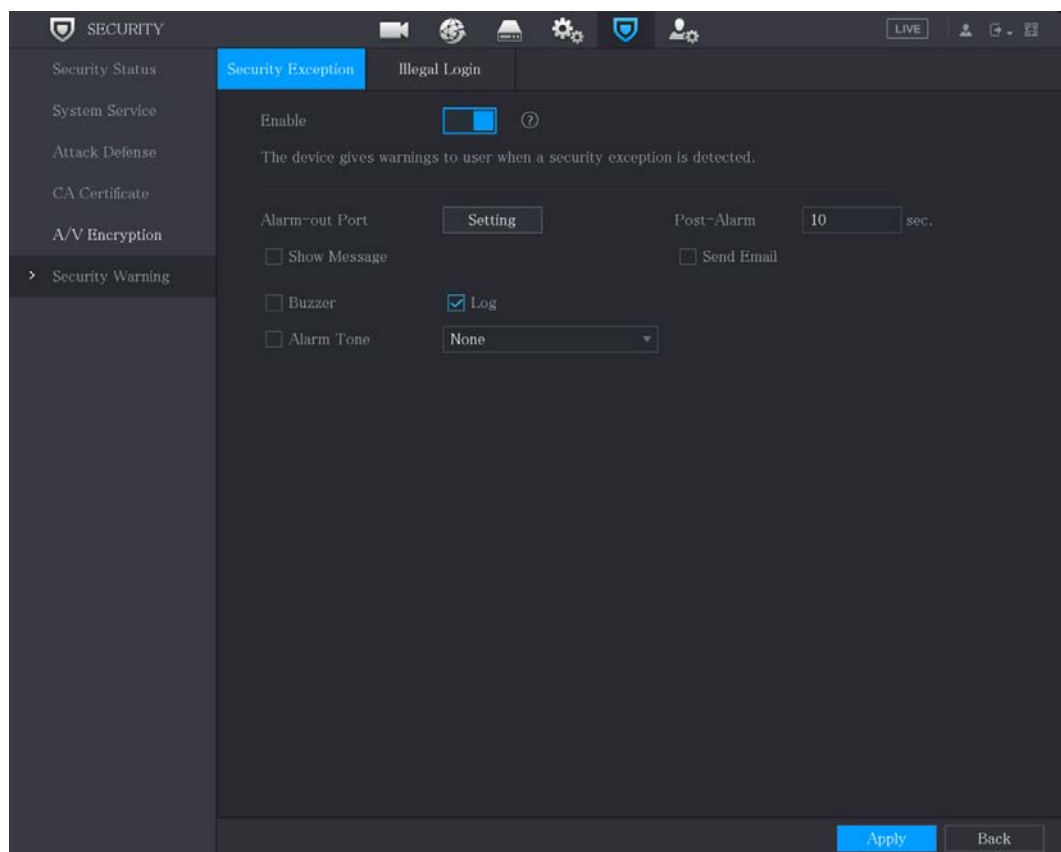 SECURITY
LIVE
Security Status
Security Exception
Illegal Login
System Service
Enable
?
Attack Defense
The device gives warnings to user when a security exception is detected.
CA Certificate
A/V Encryption
Alarm-out Port
Setting
Post-Alarm
10
sec.
Show Message
Send Email
> Security Warning
Buzzer
Log
Alarm Tone
None
Apply
Back